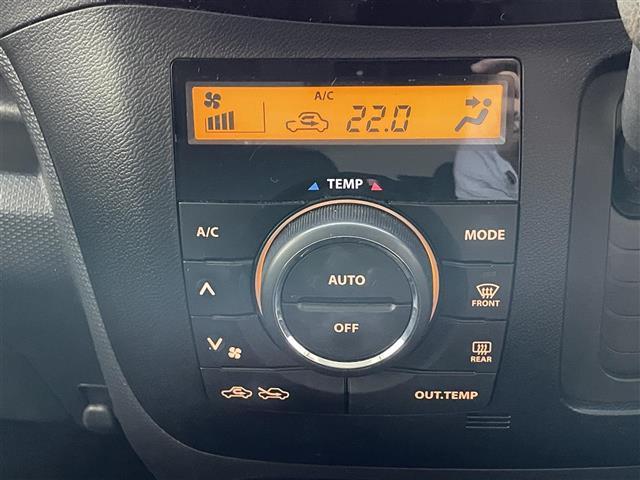 A/C
22.0
TEMP
A/C
MODE
AUTO
FRONT
OFF
REAR
OUT.TEMP